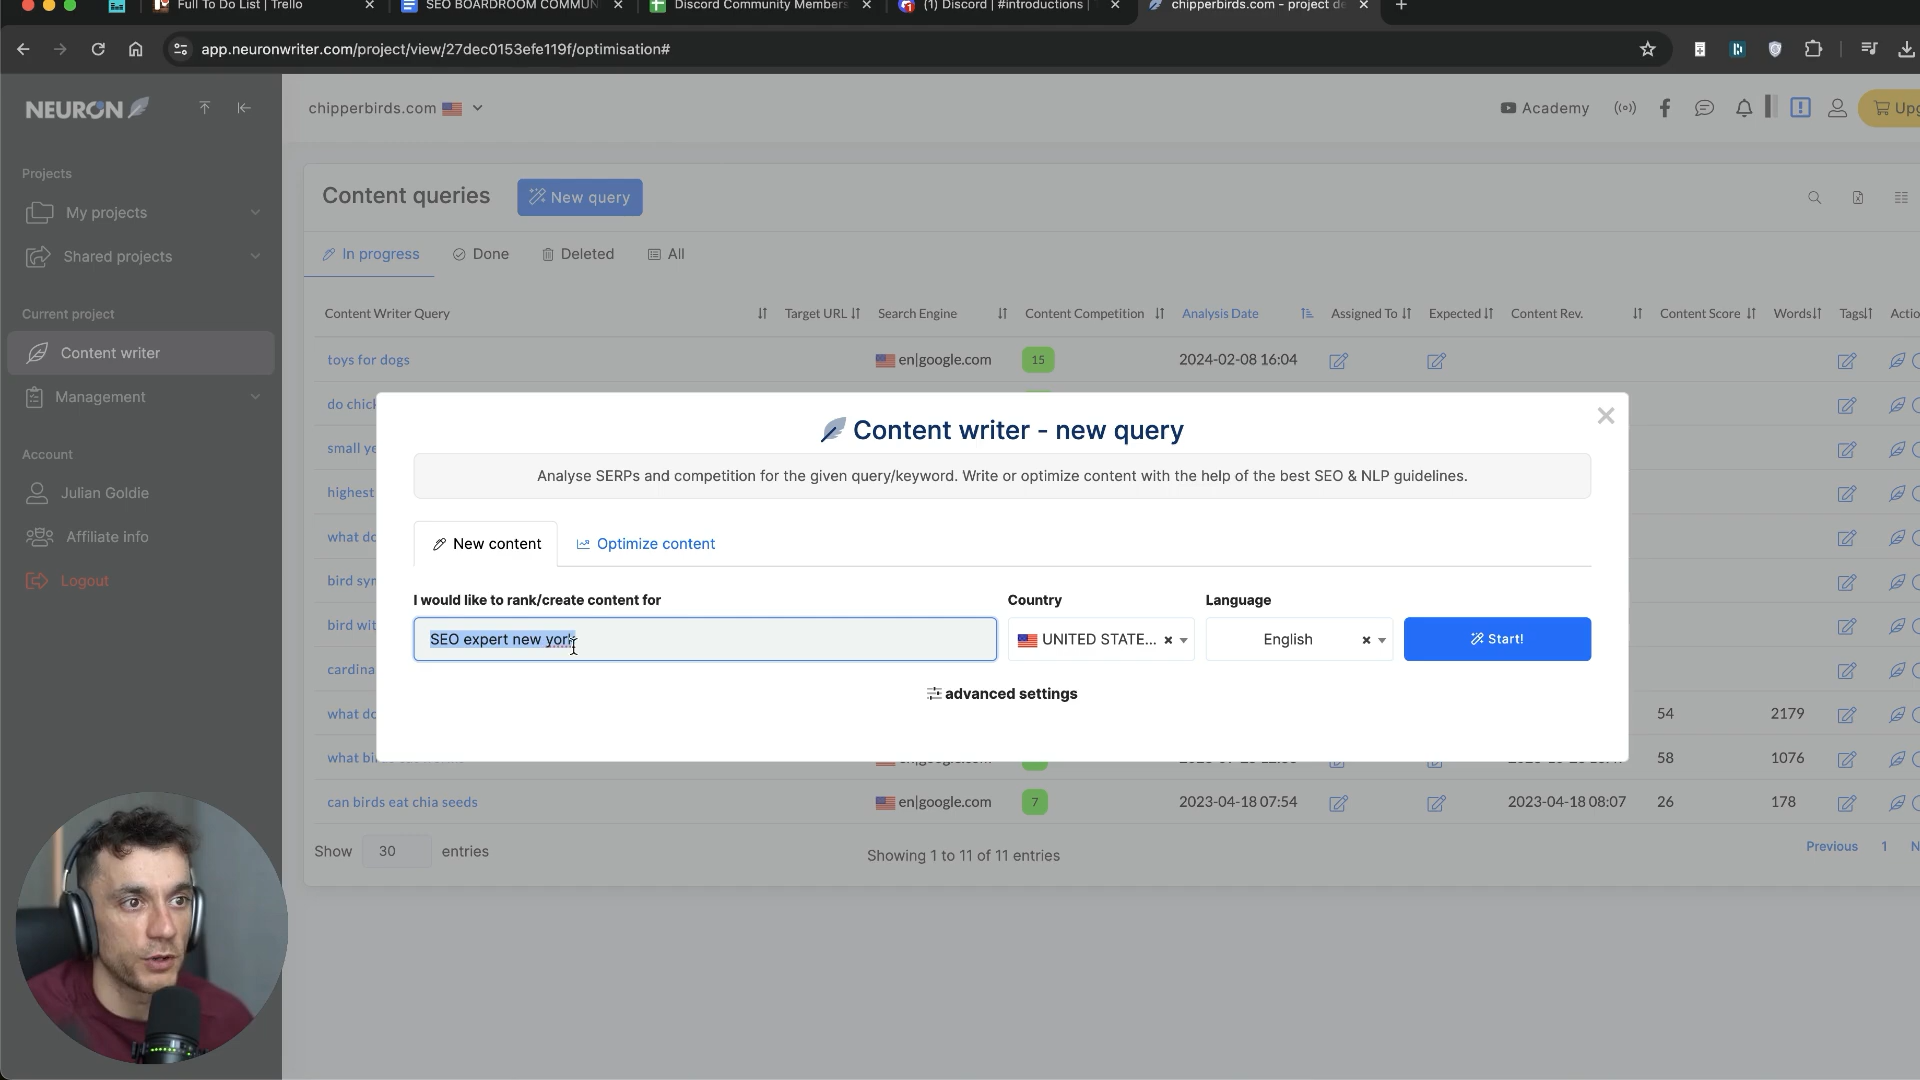 Full To Do List | Trello
SEO BOARDROOM COMMUN
Discord Community Members
(1) Discord | #introductions |
chipperbirds.com - project de
app.neuronwriter.com/project/view/27dec0153efe119f/optimisation#
NEURON
chipperbirds.com
Academy
Upg
Projects
My projects
Shared projects
Current project
Content writer
Management
Account
Julian Goldie
Affiliate info
Logout
Content queries
New query
In progress
Done
Deleted
All
Content Writer Query
Target URL
Search Engine
Content Competition
Analysis Date
Assigned To
Expected
Content Rev.
Content Score
Words
Tags
Actio
toys for dogs
en|google.com
15
2024-02-08 16:04
do chick
small ye
highest
what do
bird syn
bird wit
cardina
what do
54
2179
what bi
58
1076
can birds eat chia seeds
en|google.com
7
2023-04-18 07:54
2023-04-18 08:07
26
178
Show
30
entries
Showing 1 to 11 of 11 entries
Previous
1
N
Content writer - new query
Analyse SERPs and competition for the given query/keyword. Write or optimize content with the help of the best SEO & NLP guidelines.
New content
Optimize content
I would like to rank/create content for
Country
Language
SEO expert new york
UNITED STATE...
English
Start!
advanced settings